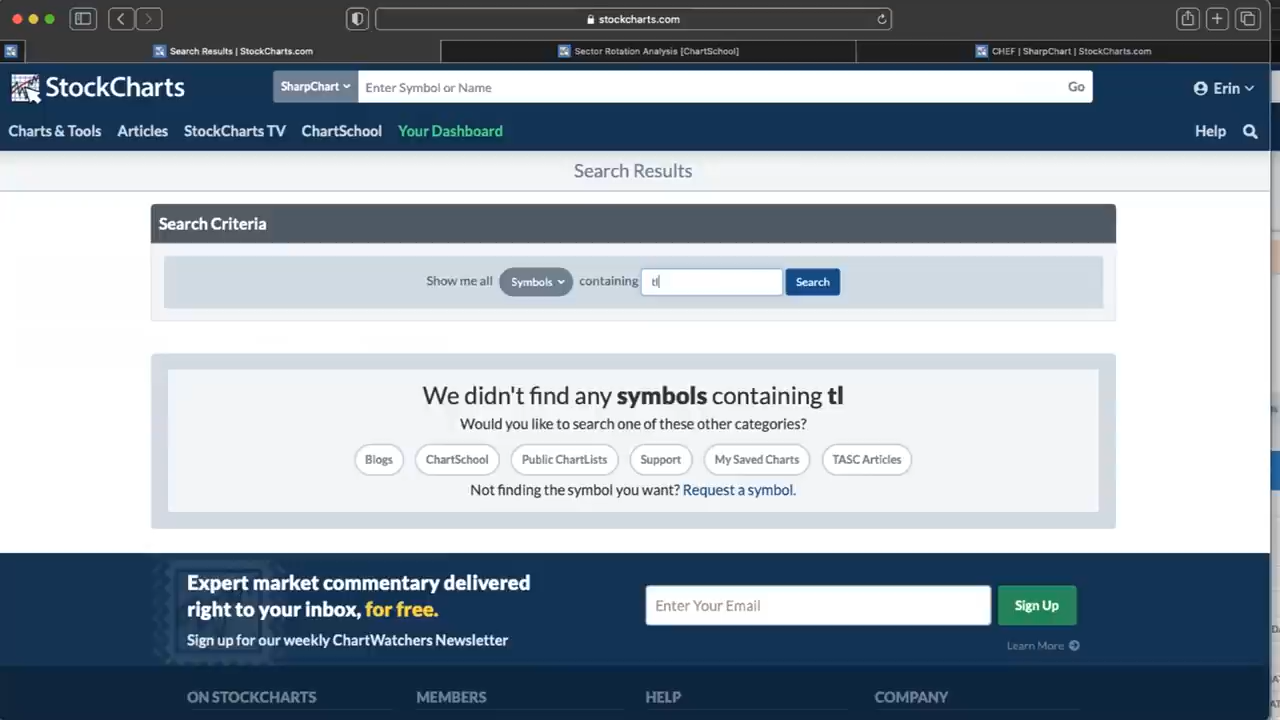 stockcharts.com
Search Results | StockCharts.com
Sector Rotation Analysis [ChartSchool]
CHEF | SharpChart | StockCharts.com
StockCharts
SharpChart
Enter Symbol or Name
Go
Erin
Charts & Tools
Articles
StockCharts TV
ChartSchool
Your Dashboard
Help
Search Results
Search Criteria
Show me all
Symbols
containing
tl
Search
We didn't find any symbols containing tl
Would you like to search one of these other categories?
Blogs
ChartSchool
Public ChartLists
Support
My Saved Charts
TASC Articles
Not finding the symbol you want? Request a symbol.
Expert market commentary delivered
right to your inbox, for free.
Sign up for our weekly ChartWatchers Newsletter
Enter Your Email
Sign Up
Learn More
ON STOCKCHARTS
MEMBERS
HELP
COMPANY